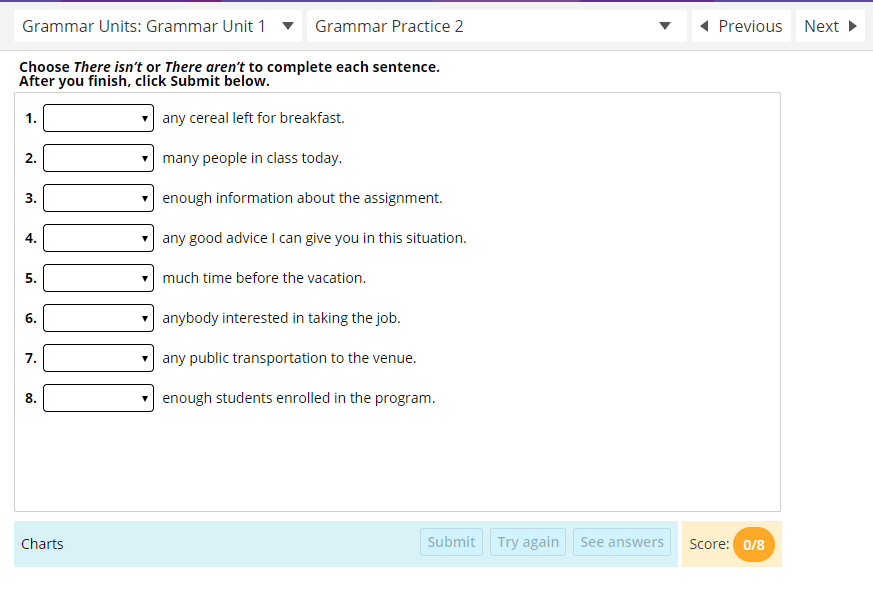 Grammar Units: Grammar Unit 1 Grammar Practice 2 Previous Next
Choose There isn't or There aren't to complete each sentence.
After you finish, click Submit below.
1. any cereal left for breakfast.
2. many people in class today.
3. enough information about the assignment.
4. any good advice I can give you in this situation.
5. much time before the vacation.
6. anybody interested in taking the job.
7. any public transportation to the venue.
8. enough students enrolled in the program.
Charts Submit Try again See answers Score: 0/8